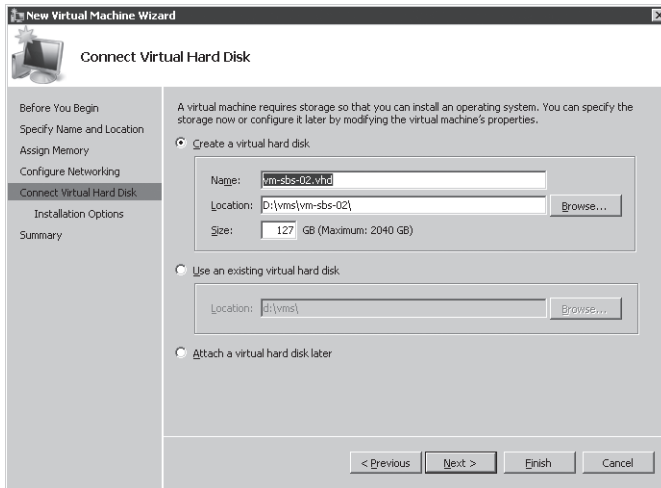 New Virtual Machine Wizard
Connect Virtual Hard Disk
Before You Begin
Specify Name and Location
Assign Memory
Configure Networking
Connect Virtual Hard Disk
Installation Options
Summary
A virtual machine requires storage so that you can install an operating system. You can specify the
storage now or configure it later by modifying the virtual machine's properties.
Create a virtual hard disk
Name: vm-sbs-02.vhd
Location: D:\vms\vm-sbs-02\ Browse...
Size: 127 GB (Maximum: 2040 GB)
Use an existing virtual hard disk
Location: d:\vms\ Browse...
Attach a virtual hard disk later
< Previous Next > Finish Cancel